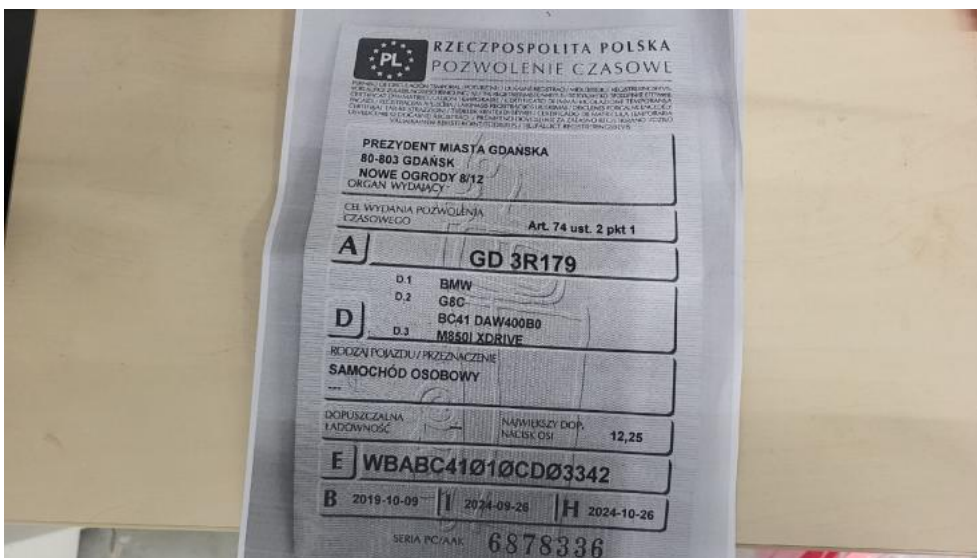 PL
RZECZPOSPOLITA POLSKA
POZWOLENIE CZASOWE
PREZYDENT MIASTA GDAŃSKA
80-803 GDAŃSK
NOWE OGRODY 8/12
ORGAN WYDAJĄCY
CEL WYDANIA POZWOLENIA
CZASOWEGO
Art. 74 ust. 2 pkt 1
A GD 3R179
D.1 BMW
D.2 G8C
BC41 DAW400B0
D
D.3 M850I XDRIVE
RODZAJ POJAZDU / PRZEZNACZENIE
SAMOCHÓD OSOBOWY
---
DOPUSZCZALNA
ŁADOWNOŚĆ —
NAJWIĘKSZY DOP.
NACISK OSI 12,25
E WBABC41Ø1ØCDØ3342
B 2019-10-09 I 2024-09-26 H 2024-10-26
SERIA PC/AAK 6878336